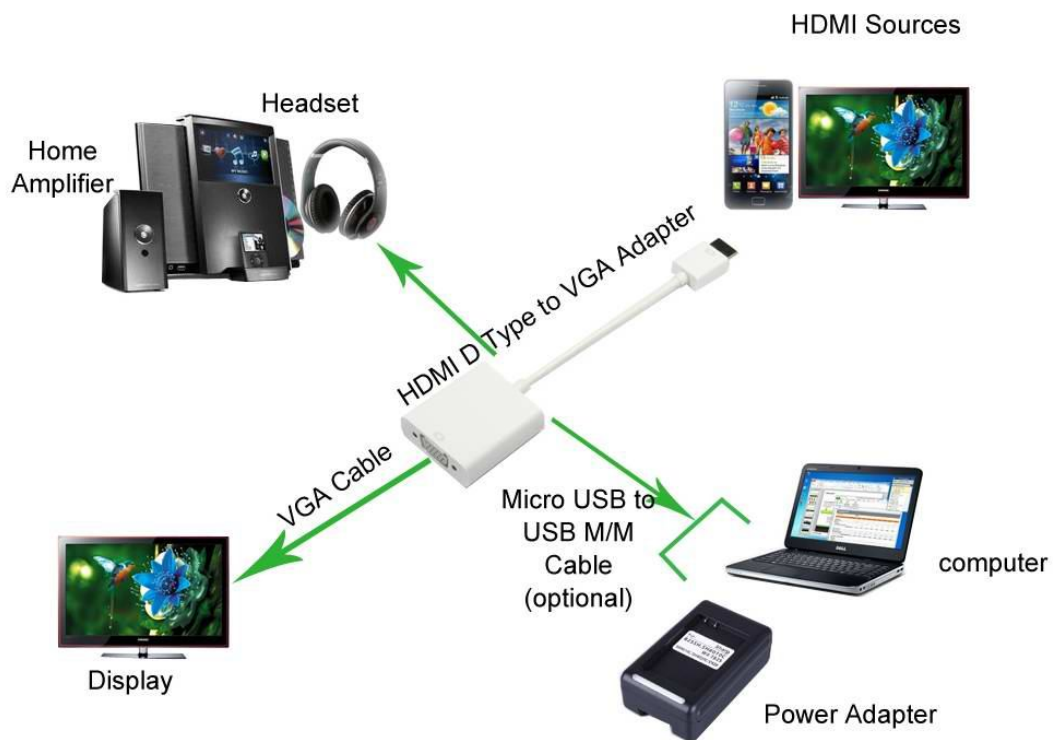 HDMI Sources
Headset
Home
Amplifier
HDMI D Type to VGA Adapter
VGA Cable
Micro USB to
USB M/M
Cable
(optional)
computer
Display
Power Adapter
DELL